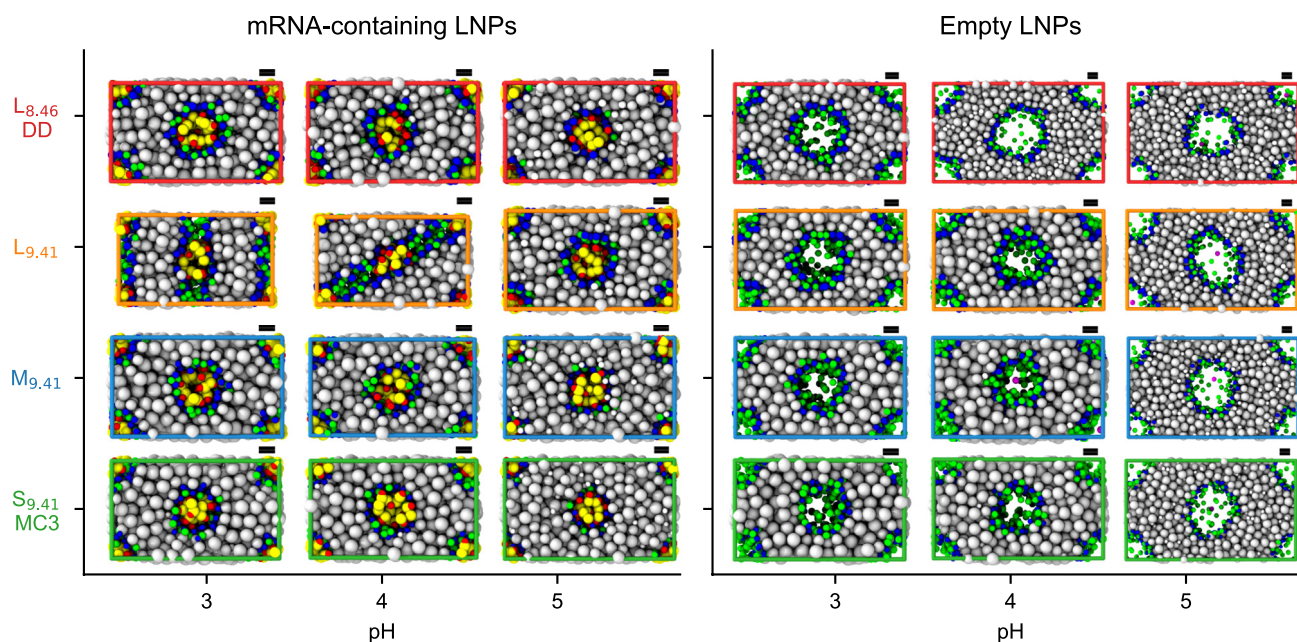 mRNA-containing LNPs
Empty LNPs
L8.46
DD
L9.41
M9.41
S9.41
MC3
3
4
5
3
4
5
pH
pH